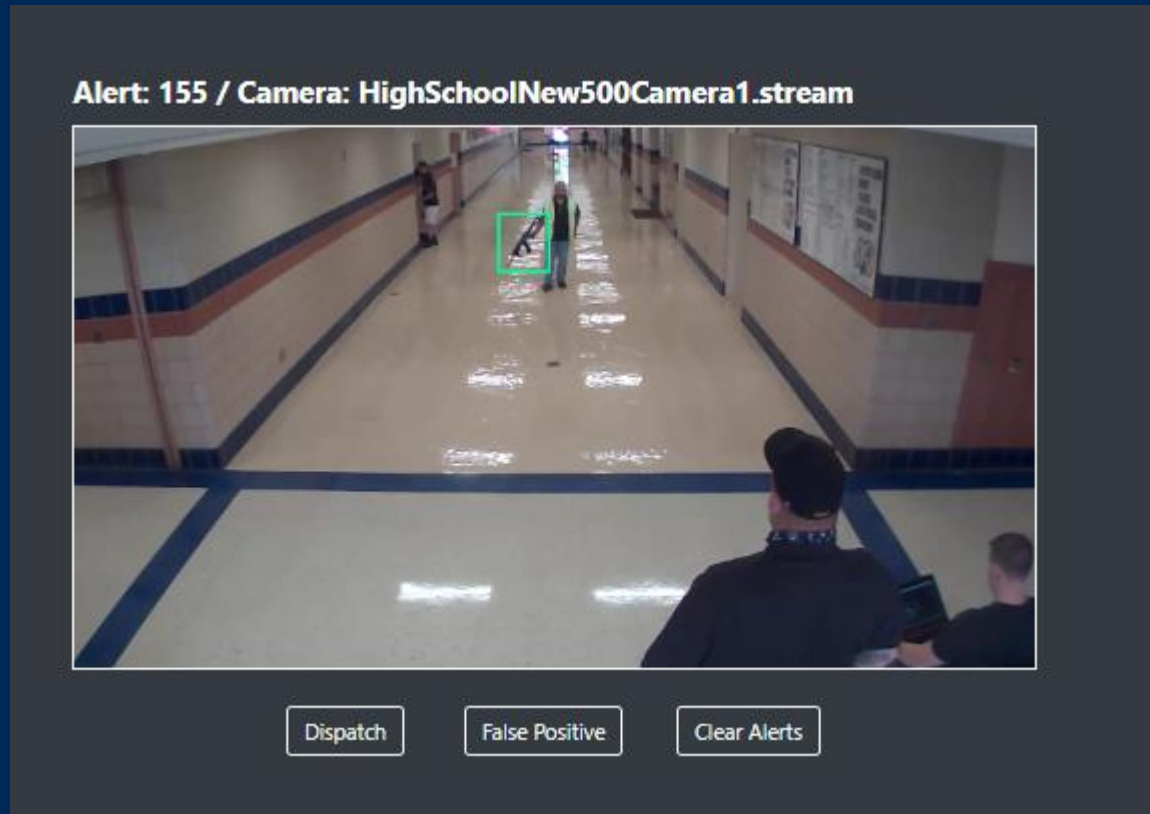 Alert: 155 / Camera: HighSchoolNew500Camera1.stream
Dispatch
False Positive
Clear Alerts